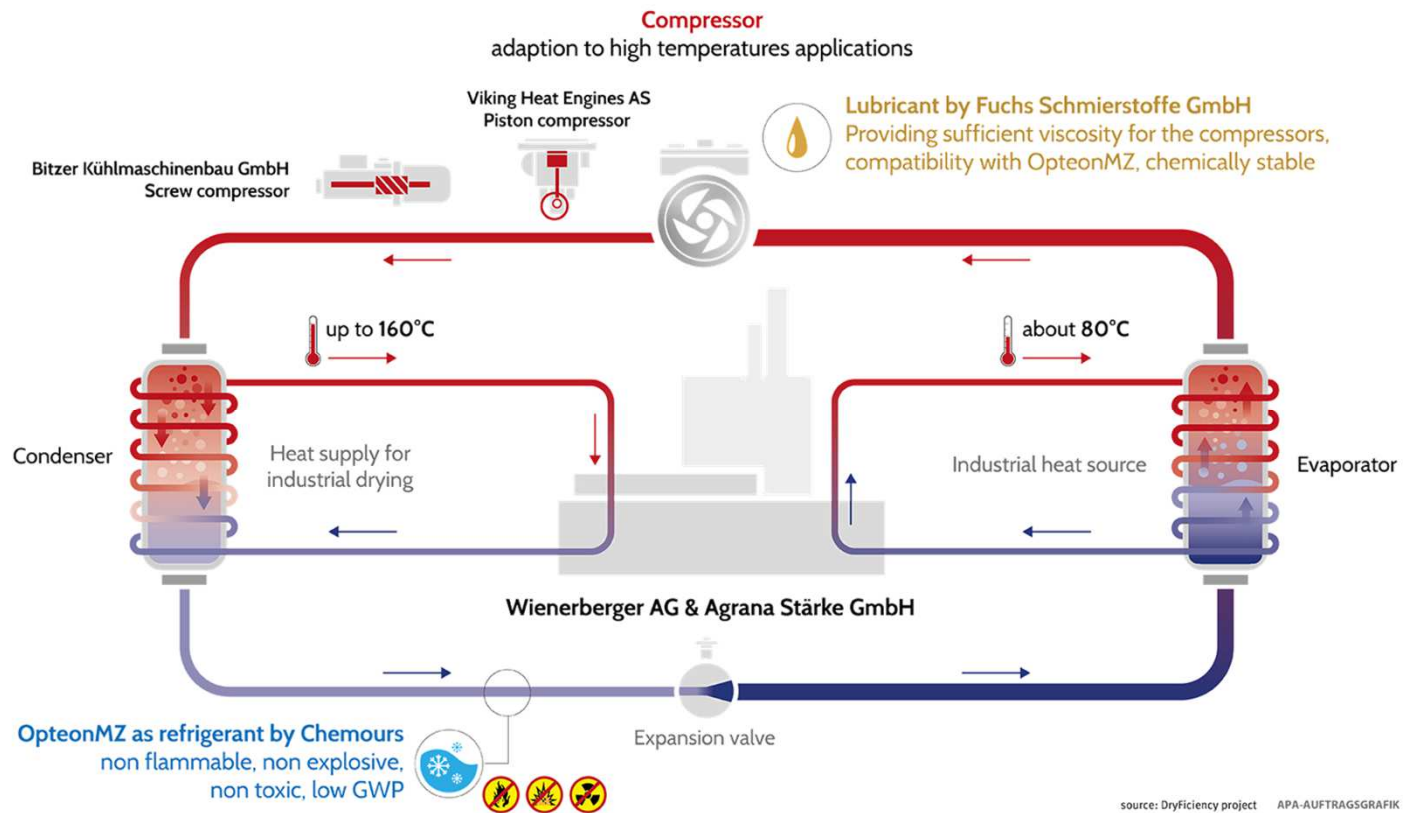 Compressor
adaption to high temperatures applications
Viking Heat Engines AS
Piston compressor
Bitzer Kühlmaschinenbau GmbH
Screw compressor
Lubricant by Fuchs Schmierstoffe GmbH
Providing sufficient viscosity for the compressors,
compatibility with OpteonMZ, chemically stable
up to 160°C
about 80°C
Condenser
Heat supply for
industrial drying
Industrial heat source
Evaporator
Wienerberger AG & Agrana Stärke GmbH
Expansion valve
OpteonMZ as refrigerant by Chemours
non flammable, non explosive,
non toxic, low GWP
source: DryFiciency project APA-AUFTRAGSGRAFIK